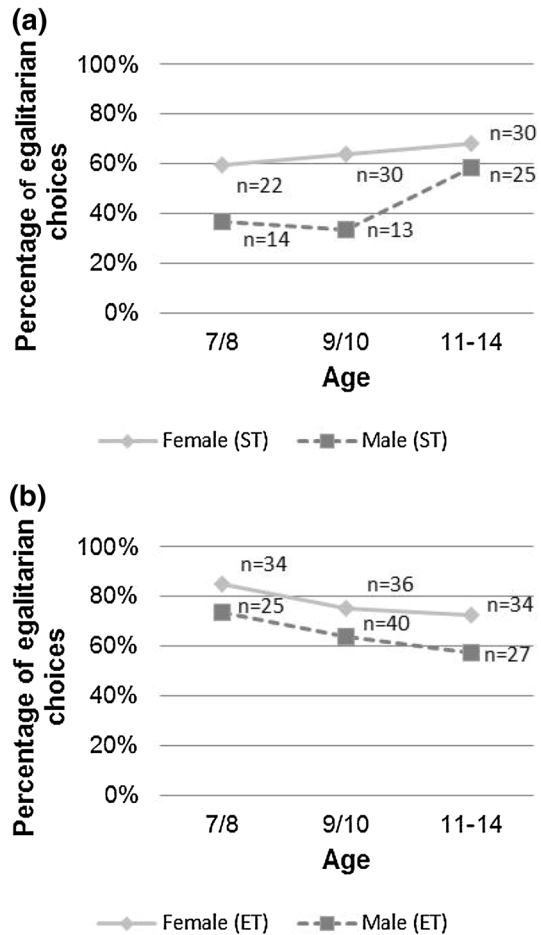 (a)
Percentage of egalitarian
choices
100%
80%
60%
40%
20%
0%
n=30
n=22
n=30
n=25
n=14
n=13
7/8
9/10
11-14
Age
Female (ST)
Male (ST)
(b)
Percentage of egalitarian
choices
100%
80%
60%
40%
20%
0%
n=34
n=36
n=34
n=25
n=40
n=27
7/8
9/10
11-14
Age
Female (ET)
Male (ET)